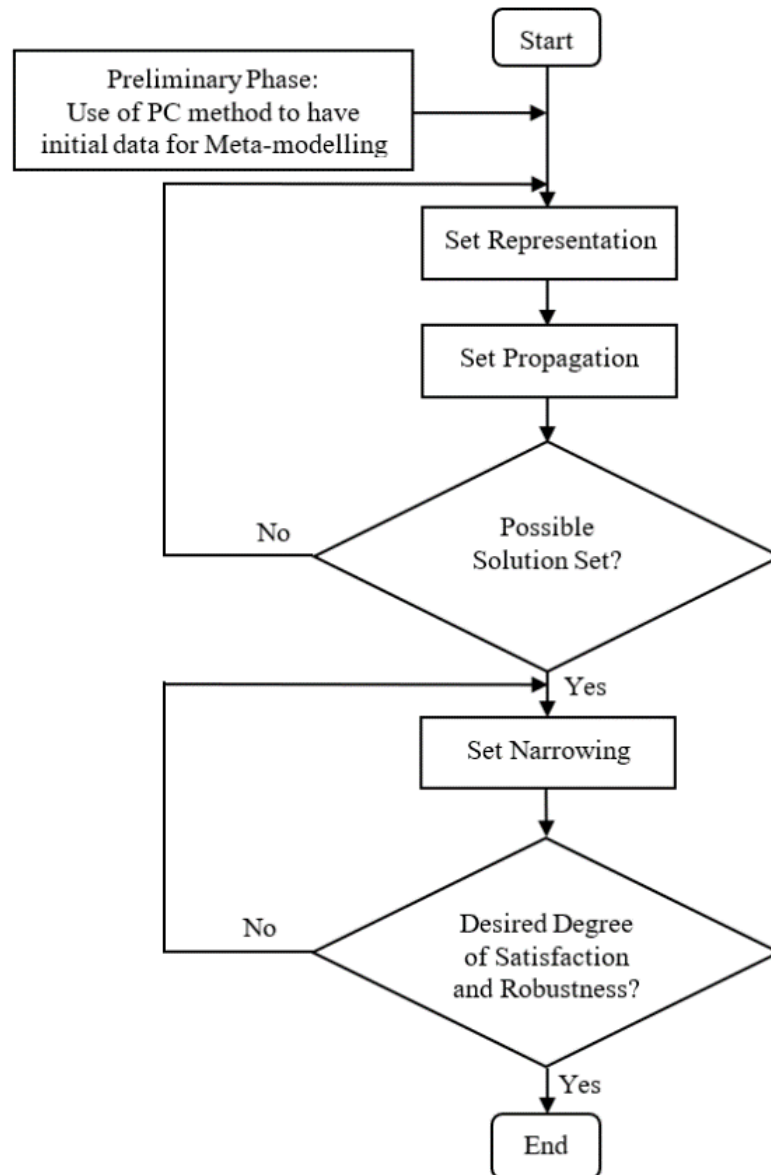 Start
Preliminary Phase:
Use of PC method to have
initial data for Meta-modelling
Set Representation
Set Propagation
Possible
Solution Set?
No
Yes
Set Narrowing
Desired Degree
of Satisfaction
and Robustness?
No
Yes
End